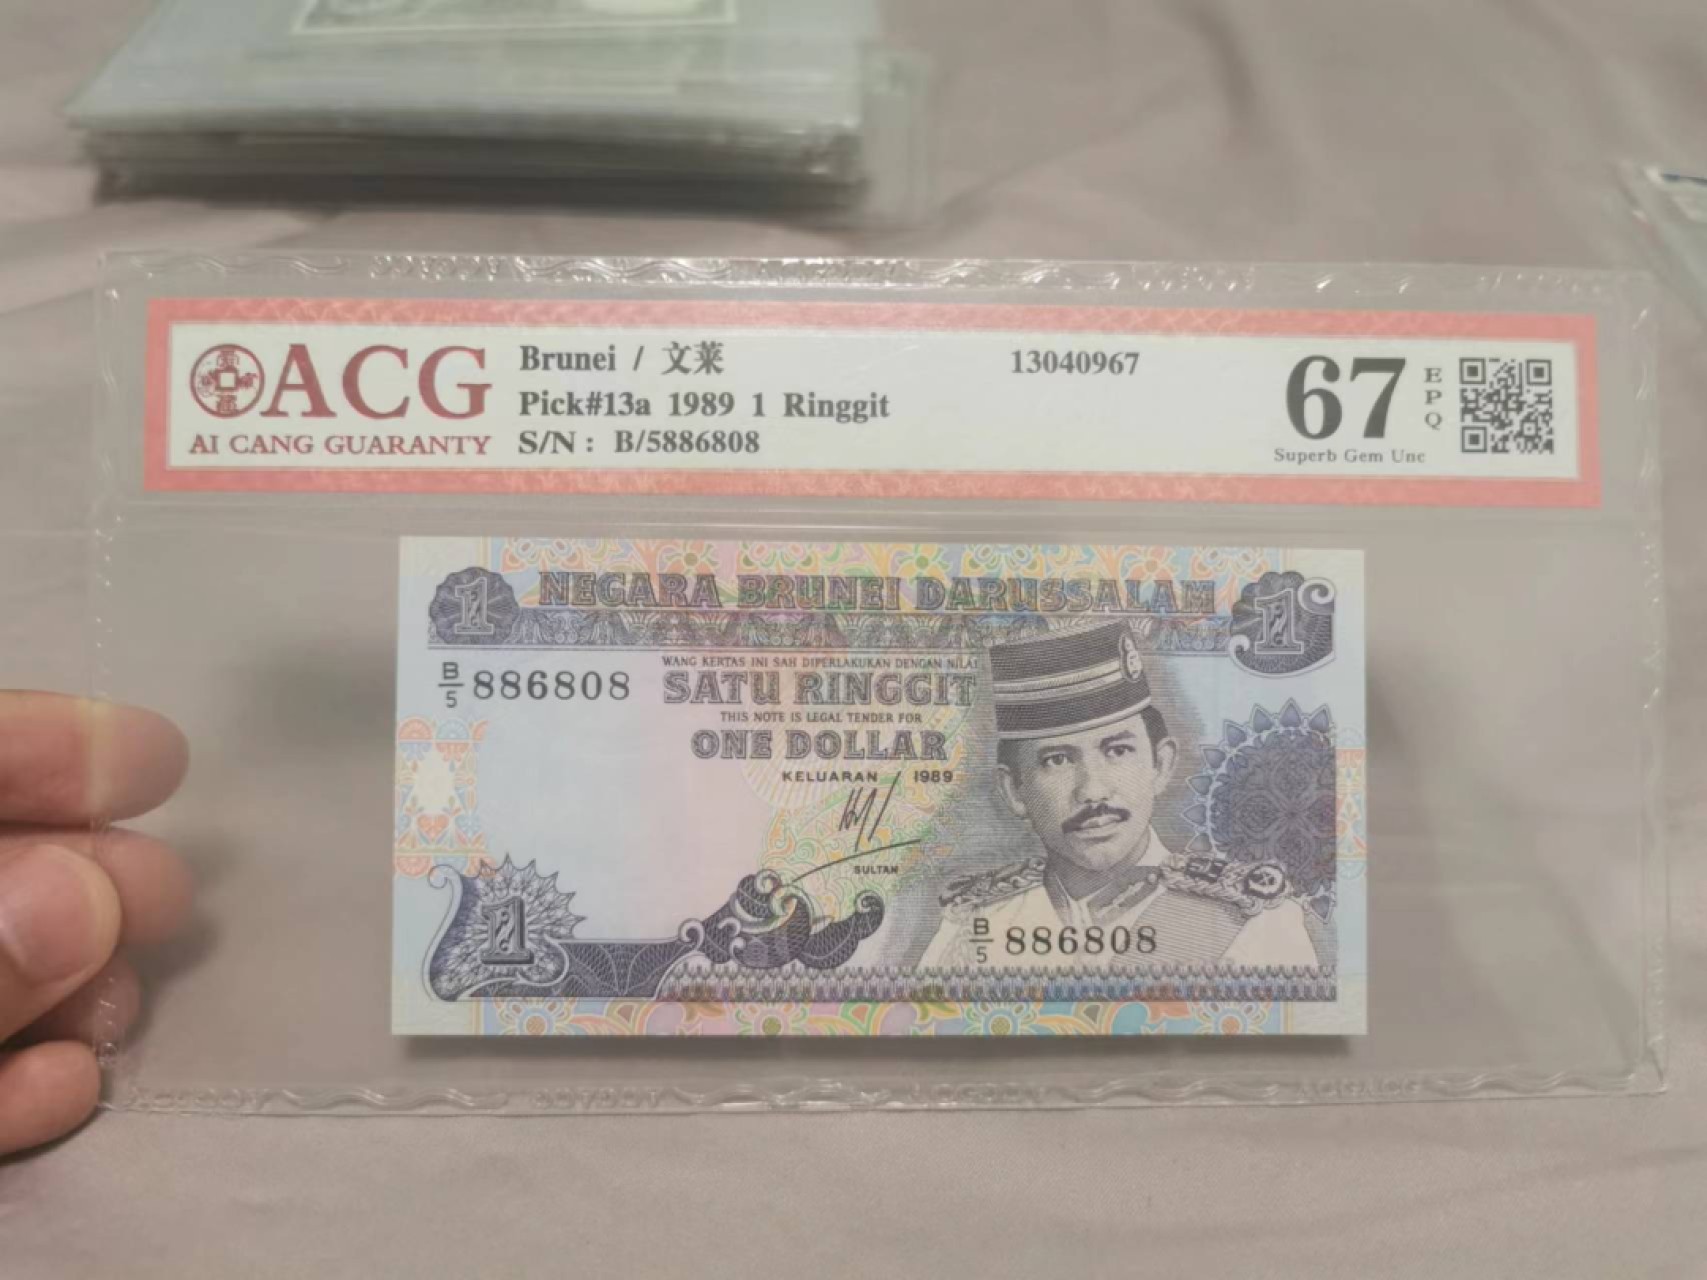 ACG
AI CANG GUARANTY
Brunei / 文莱
Pick#13a 1989 1 Ringgit
S/N : B/5886808
13040967
67
EPQ
Superb Gem Unc
1
NEGARA BRUNEI DARUSSALAM
1
B/5 886808
WANG KERTAS INI SAH DIPERLAKUKAN DENGAN NILAI
SATU RINGGIT
THIS NOTE IS LEGAL TENDER FOR
ONE DOLLAR
KELUARAN 1989
SULTAN
1
B/5 886808
ACGACG